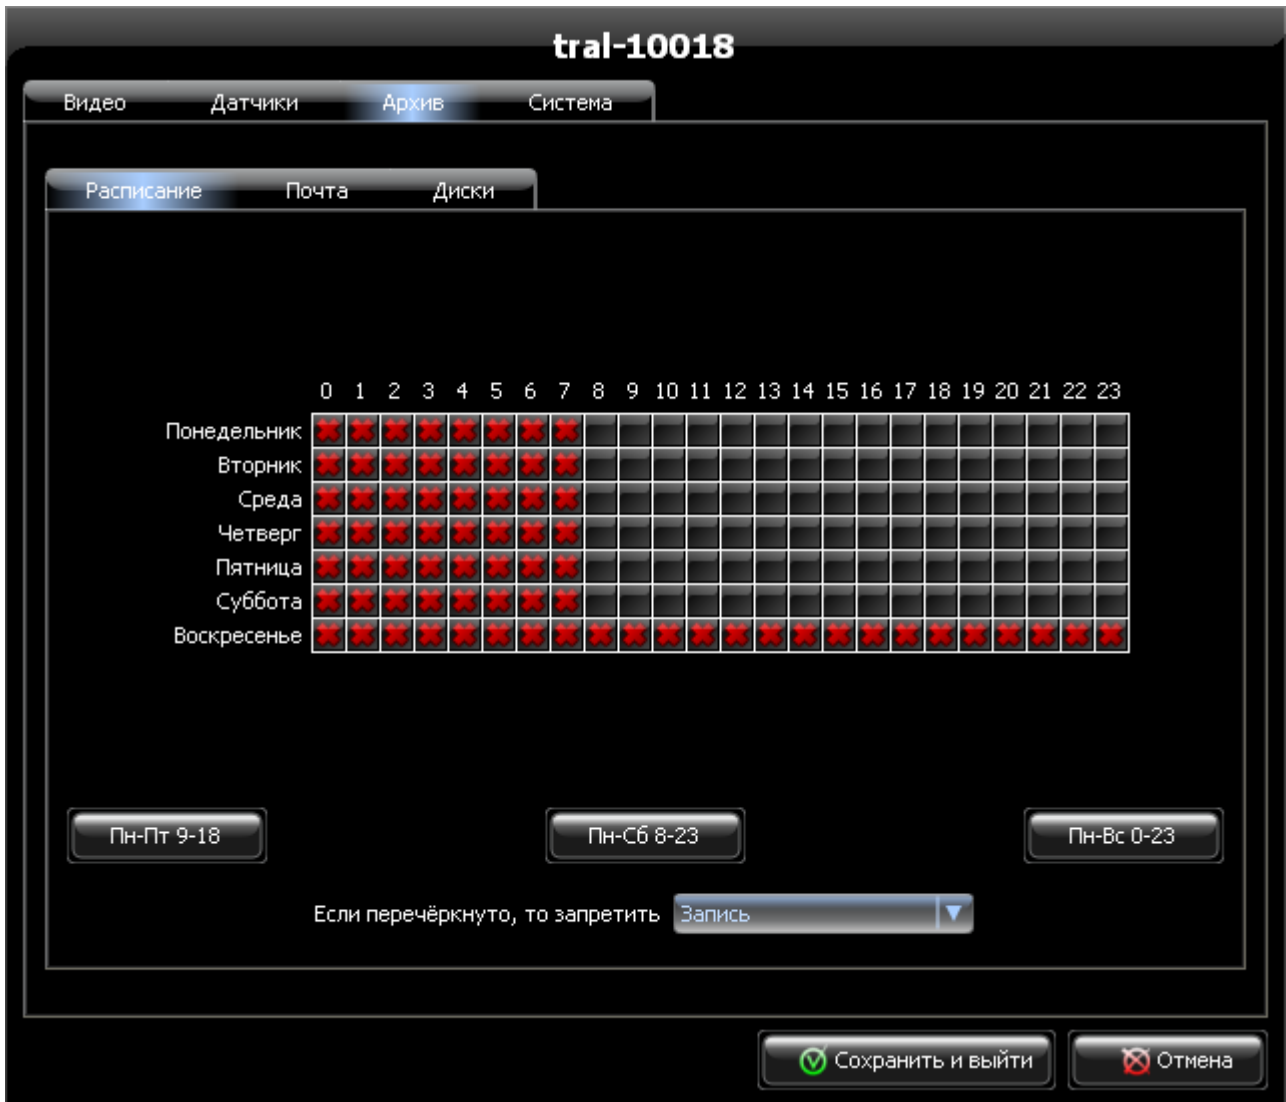 tral-10018
Видео Датчики Архив Система
Расписание Почта Диски
0 1 2 3 4 5 6 7 8 9 10 11 12 13 14 15 16 17 18 19 20 21 22 23
Понедельник
Вторник
Среда
Четверг
Пятница
Суббота
Воскресенье
Пн-Пт 9-18 Пн-Сб 8-23 Пн-Вс 0-23
Если перечёркнуто, то запретить Запись
Сохранить и выйти Отмена